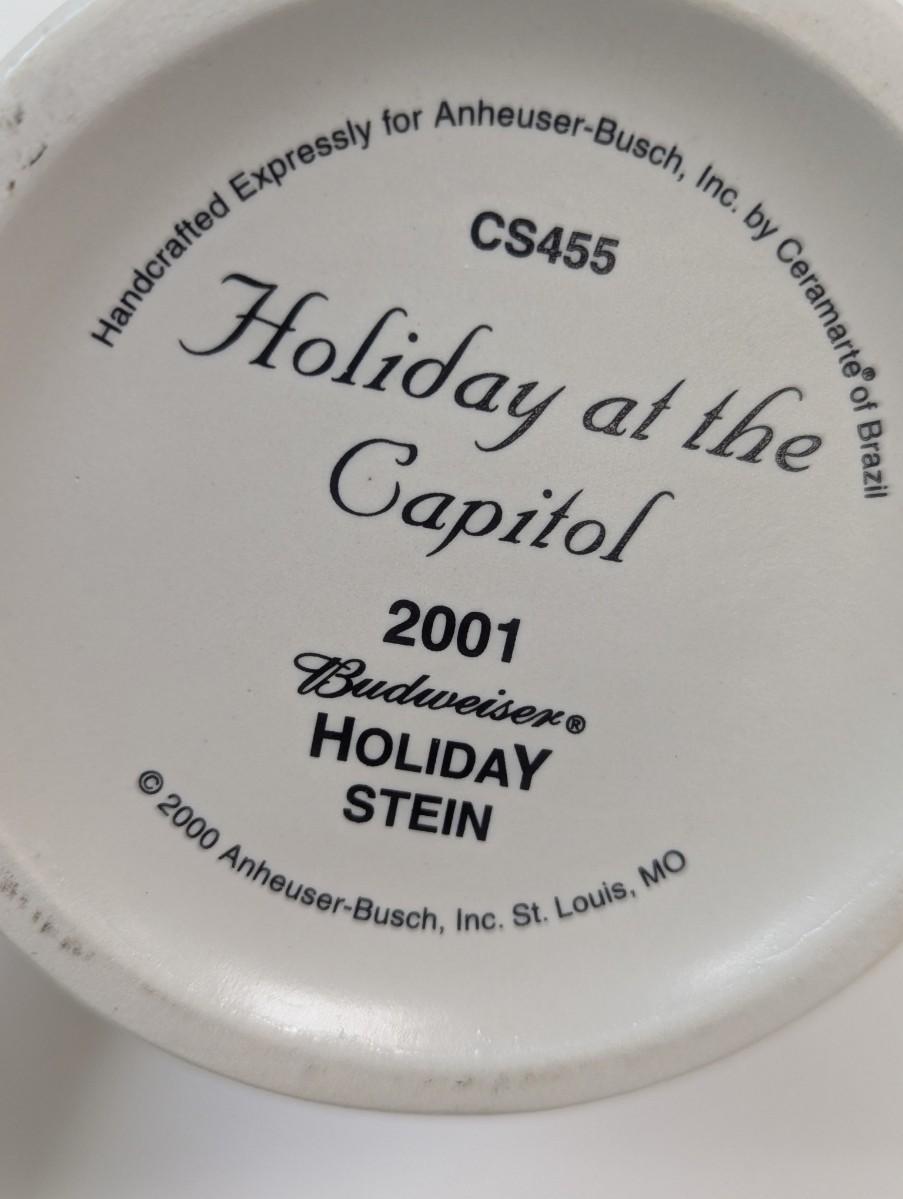 Handcrafted Expressly for Anheuser-Busch, Inc. by Ceramarte® of Brazil
CS455
Holiday at the
Capitol
2001
Budweiser®
HOLIDAY
STEIN
© 2000 Anheuser-Busch, Inc. St. Louis, MO